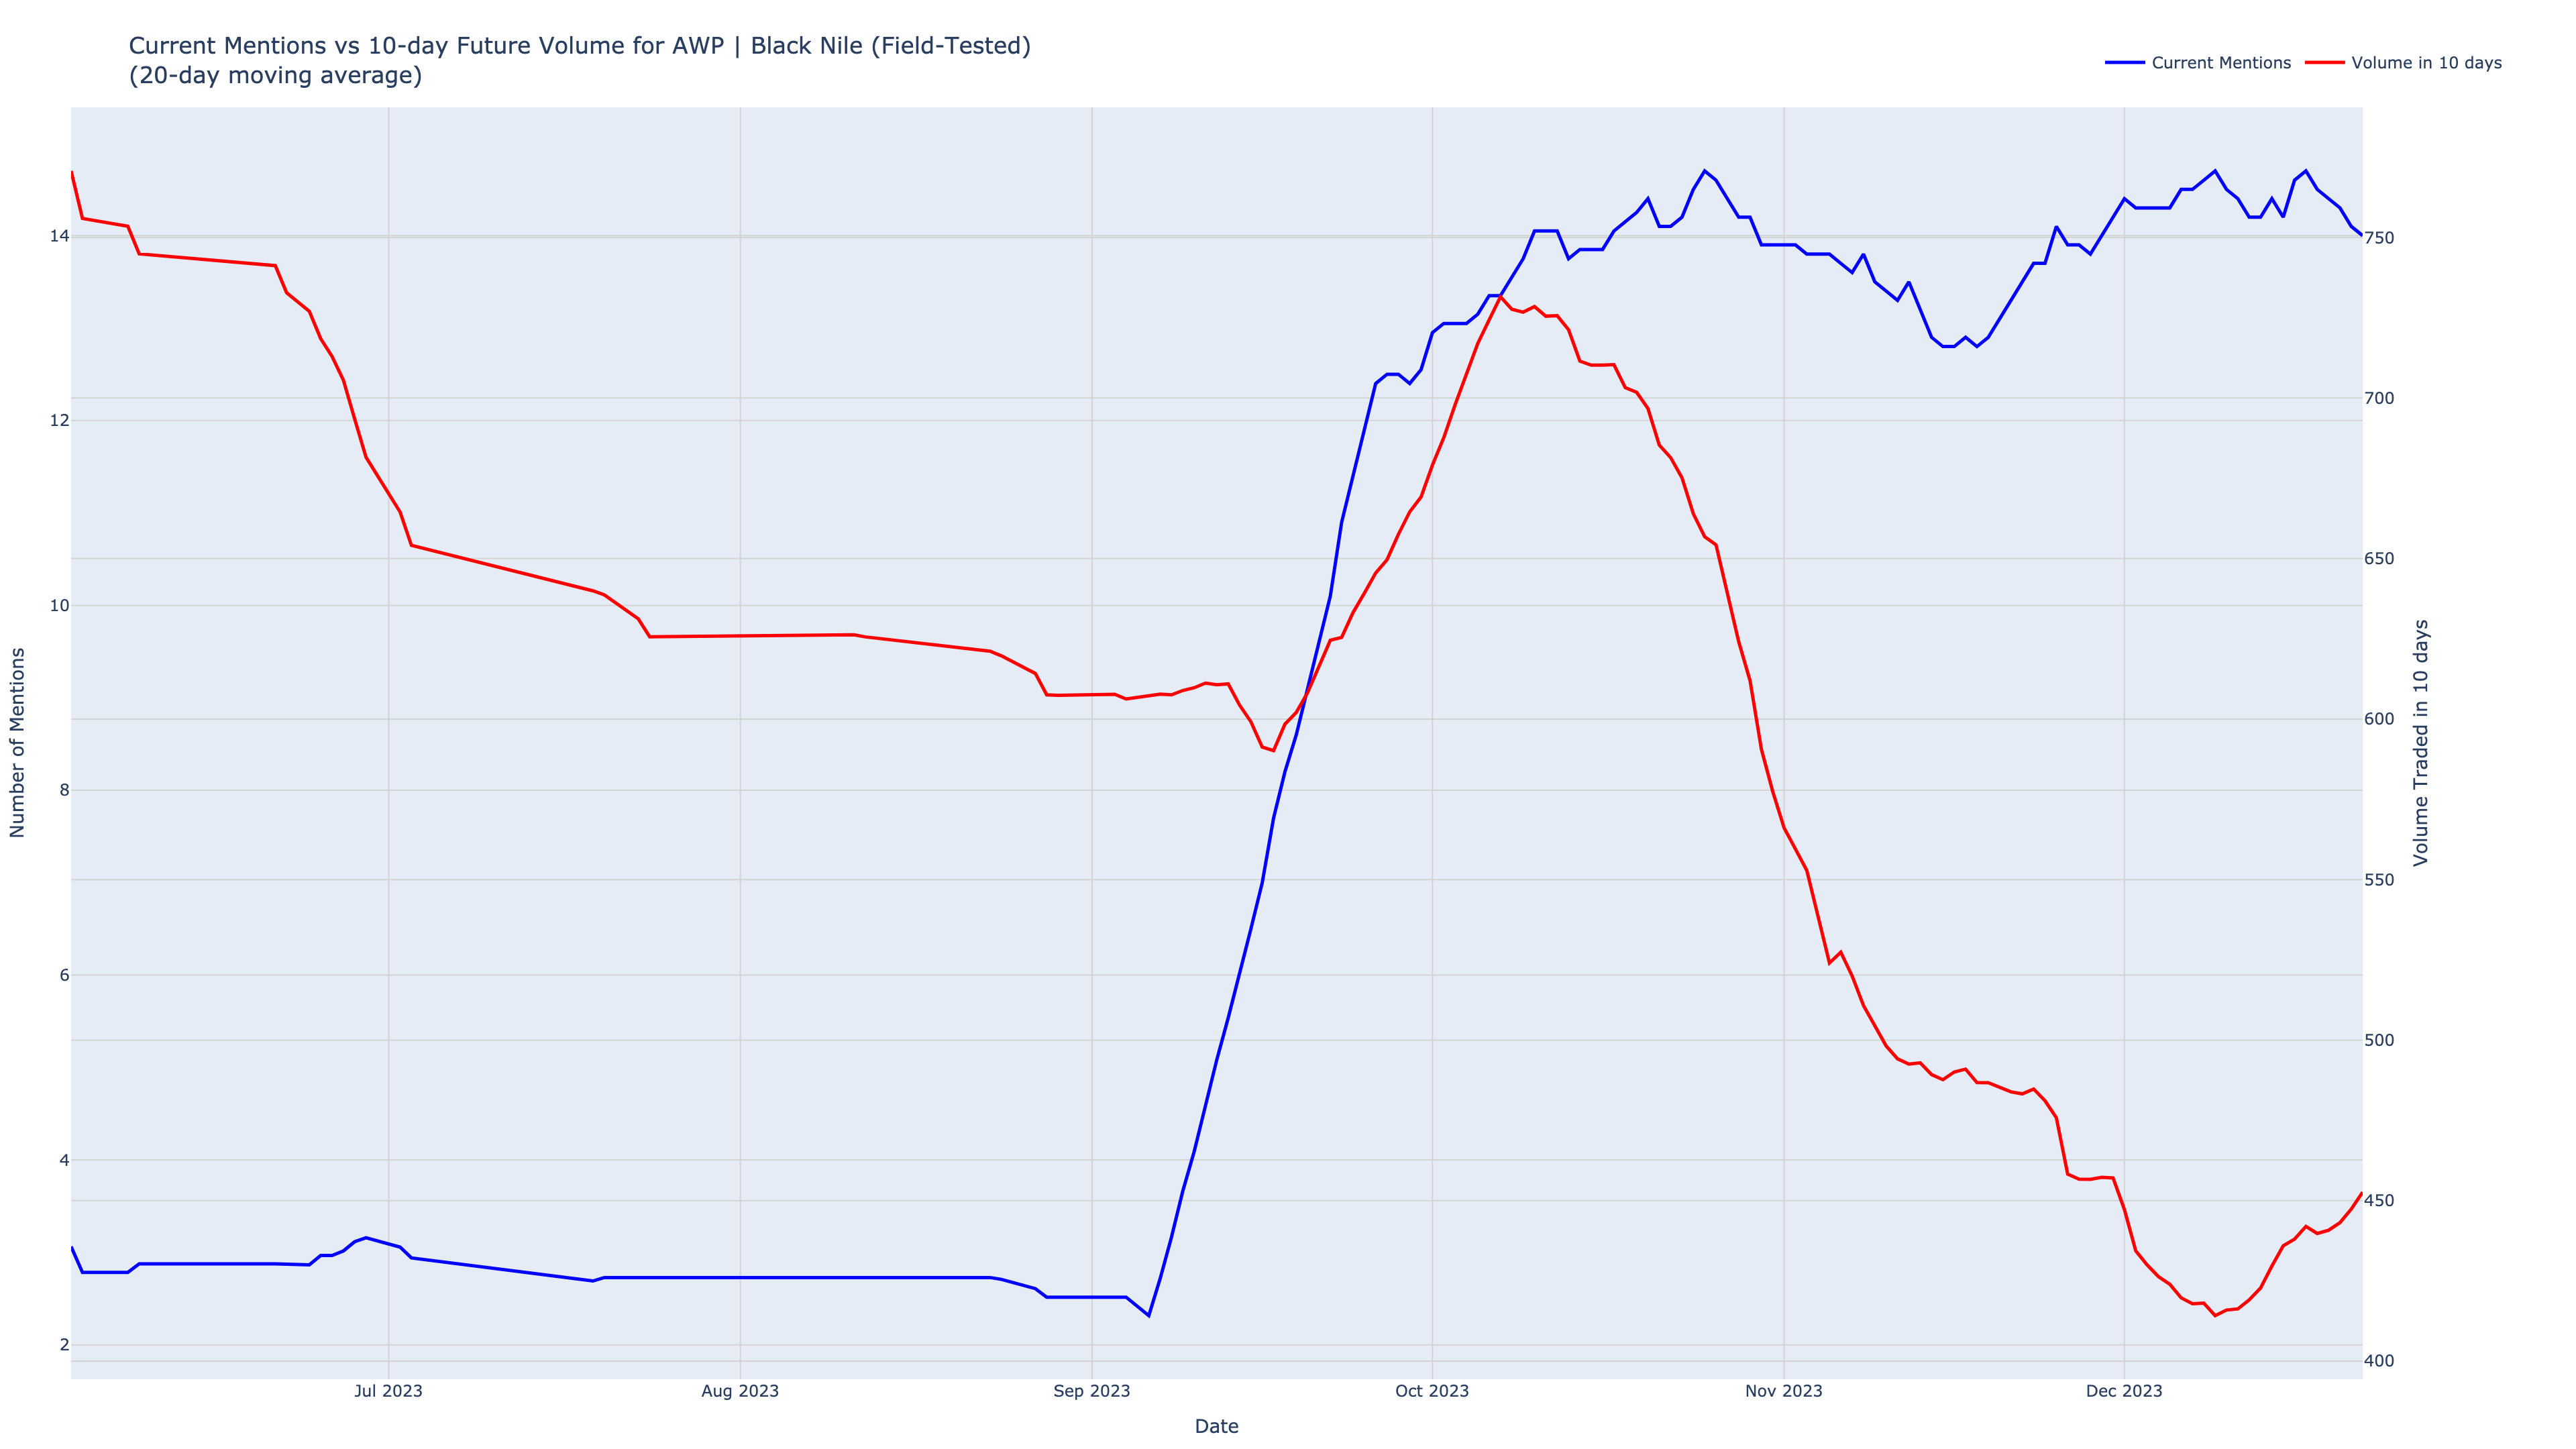 Current Mentions vs 10-day Future Volume for AWP | Black Nile (Field-Tested)
(20-day moving average)
Current Mentions
Volume in 10 days
14
12
10
8
6
4
2
Number of Mentions
750
700
650
600
550
500
450
400
Volume Traded in 10 days
Jul 2023
Aug 2023
Sep 2023
Oct 2023
Nov 2023
Dec 2023
Date